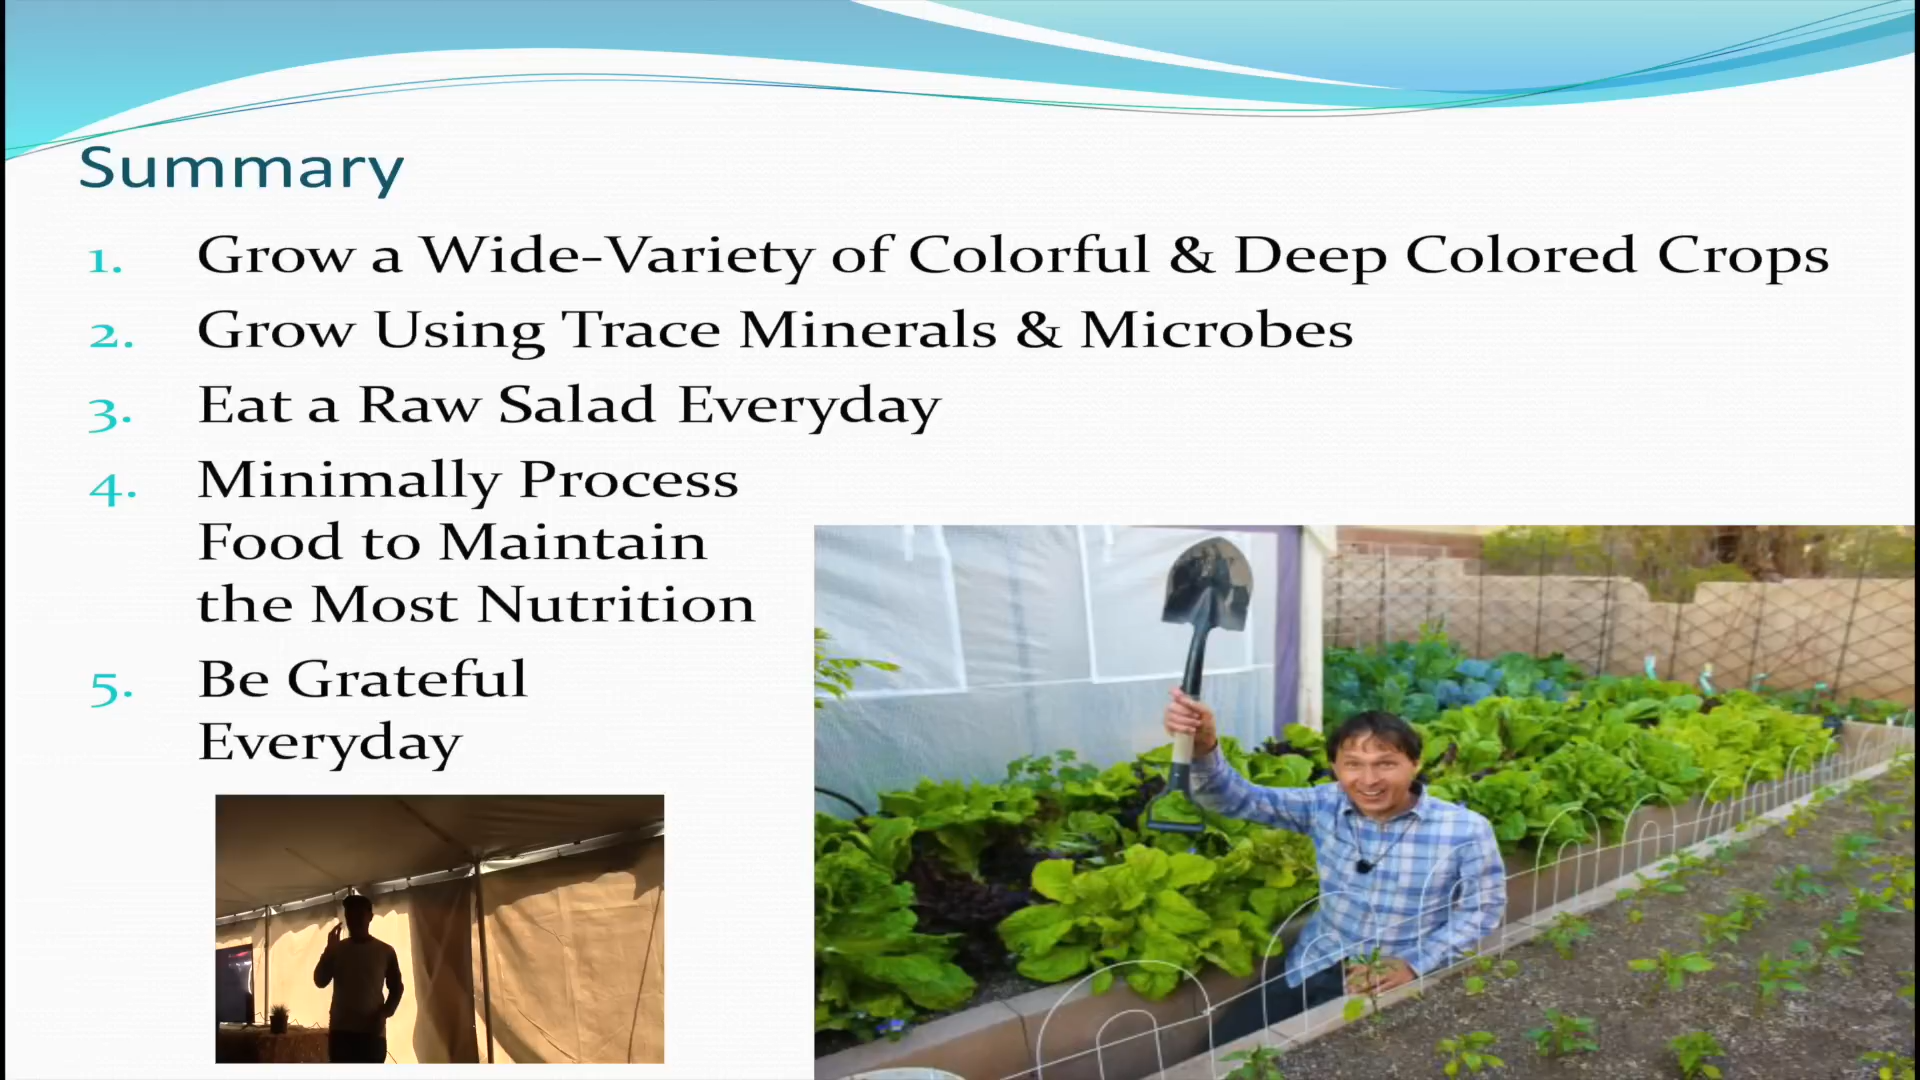 Summary
1. Grow a Wide-Variety of Colorful & Deep Colored Crops
2. Grow Using Trace Minerals & Microbes
3. Eat a Raw Salad Everyday
4. Minimally Process
Food to Maintain
the Most Nutrition
5. Be Grateful
Everyday